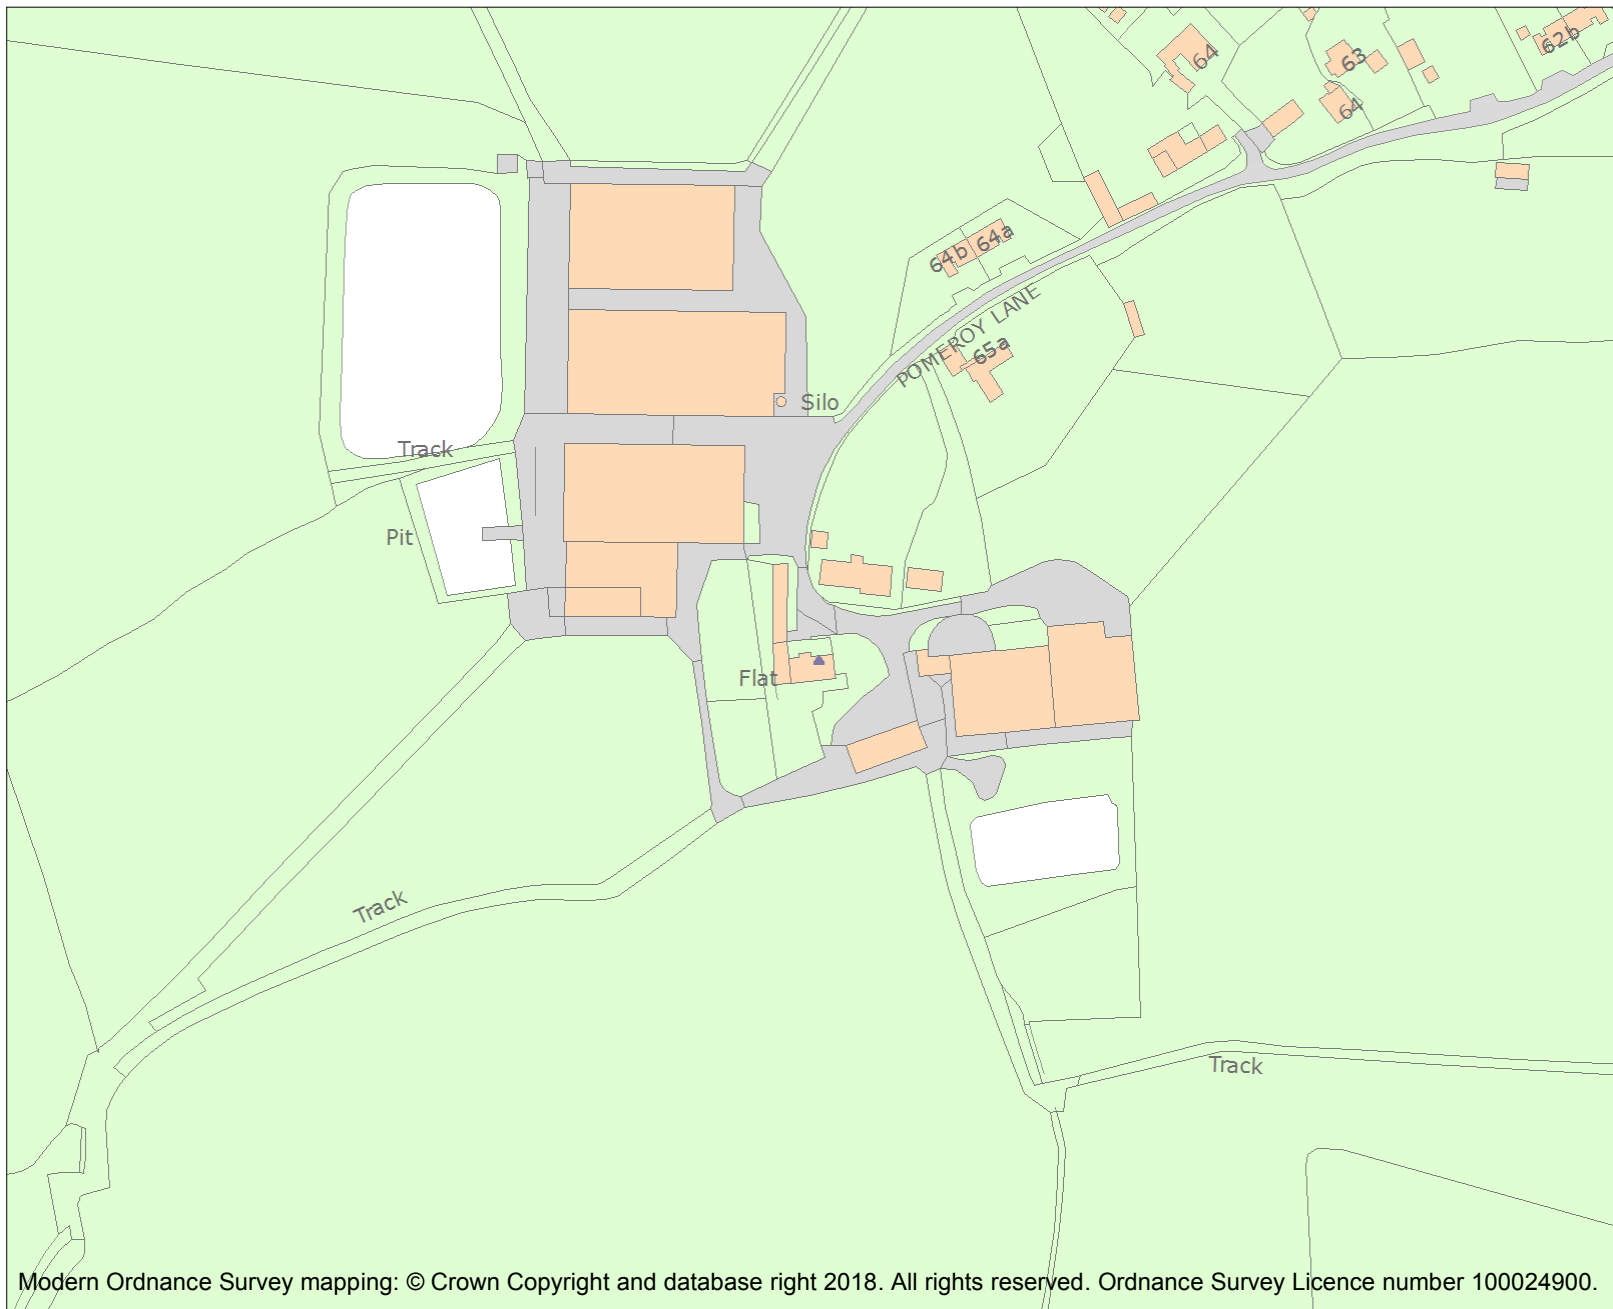 62b
64
63
64
64a
64b
POMEROY LANE
65a
Silo
Track
Pit
Flat
Track
Track
Modern Ordnance Survey mapping: © Crown Copyright and database right 2018. All rights reserved. Ordnance Survey Licence number 100024900.